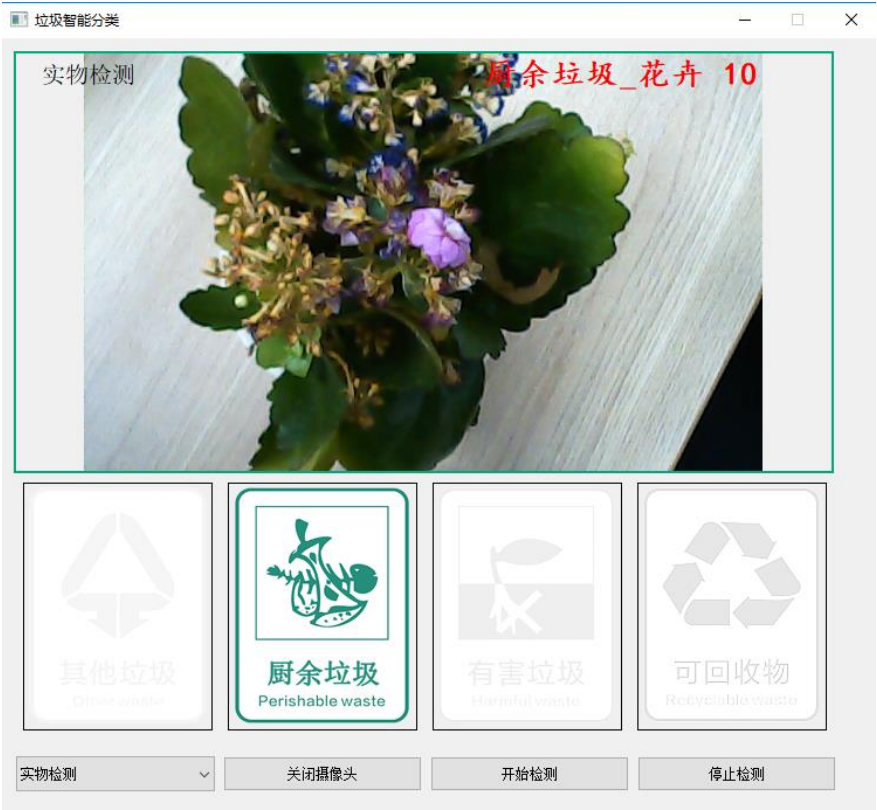 垃圾智能分类
实物检测
厨余垃圾_花卉 10
其他垃圾
Other waste
厨余垃圾
Perishable waste
有害垃圾
Harmful waste
可回收物
Recyclable waste
实物检测
关闭摄像头
开始检测
停止检测